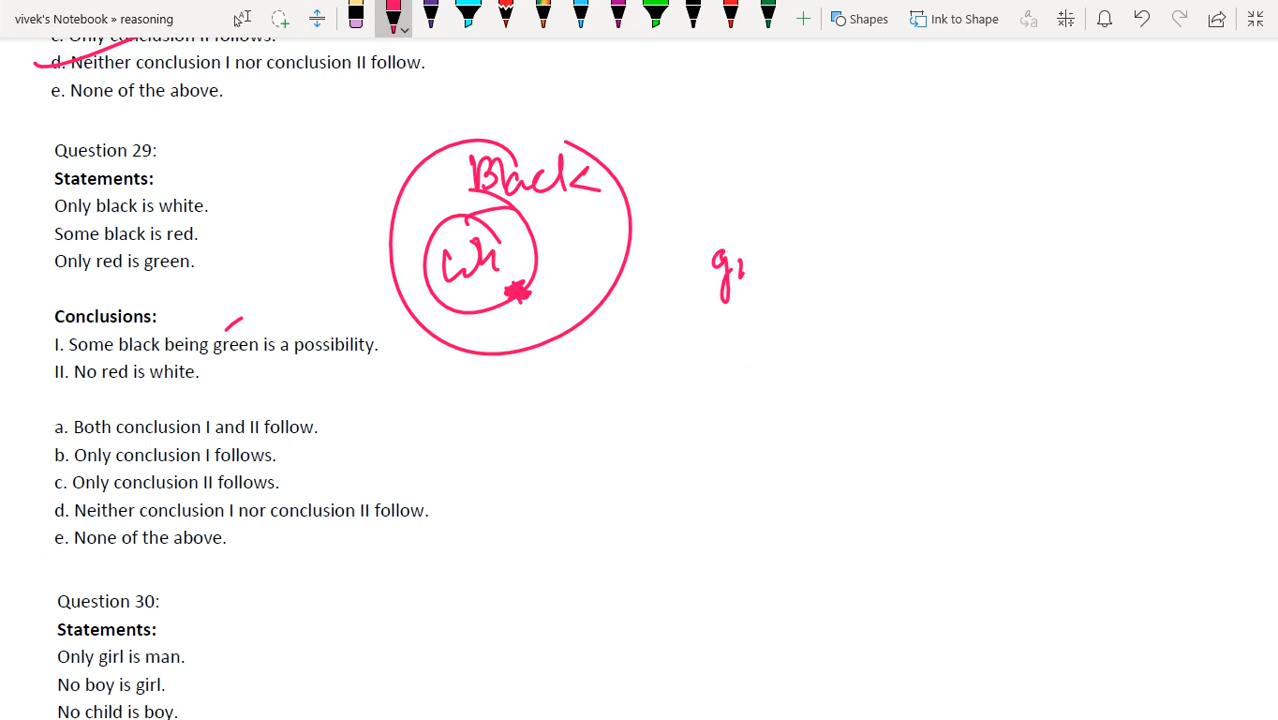 vivek's Notebook » reasoning
Shapes
Ink to Shape
c. Only conclusion II follows.
d. Neither conclusion I nor conclusion II follow.
e. None of the above.
Question 29:
Statements:
Only black is white.
Some black is red.
Only red is green.
Black
wh
Conclusions:
I. Some black being green is a possibility.
II. No red is white.
a. Both conclusion I and II follow.
b. Only conclusion I follows.
c. Only conclusion II follows.
d. Neither conclusion I nor conclusion II follow.
e. None of the above.
Question 30:
Statements:
Only girl is man.
No boy is girl.
No child is boy.